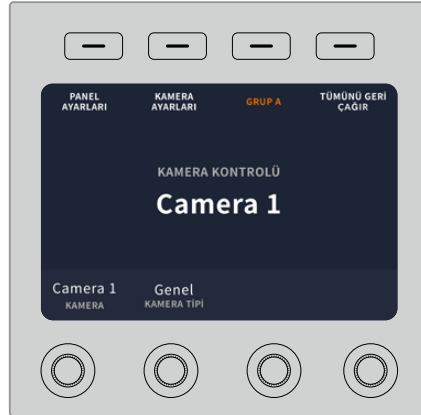 PANEL
AYARLARI
KAMERA
AYARLARI
GRUP A
TÜMÜNÜ GERİ
ÇAĞIR
KAMERA KONTROLÜ
Camera 1
Camera 1
KAMERA
Genel
KAMERA TİPİ